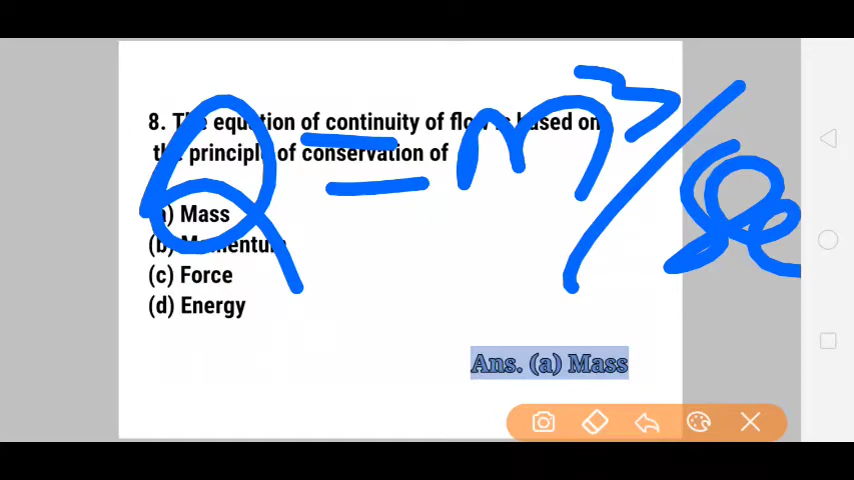 8. The equation of continuity of flow is based on
the principle of conservation of
(a) Mass
(b) Momentum
(c) Force
(d) Energy
Ans. (a) Mass
Q = m³/se